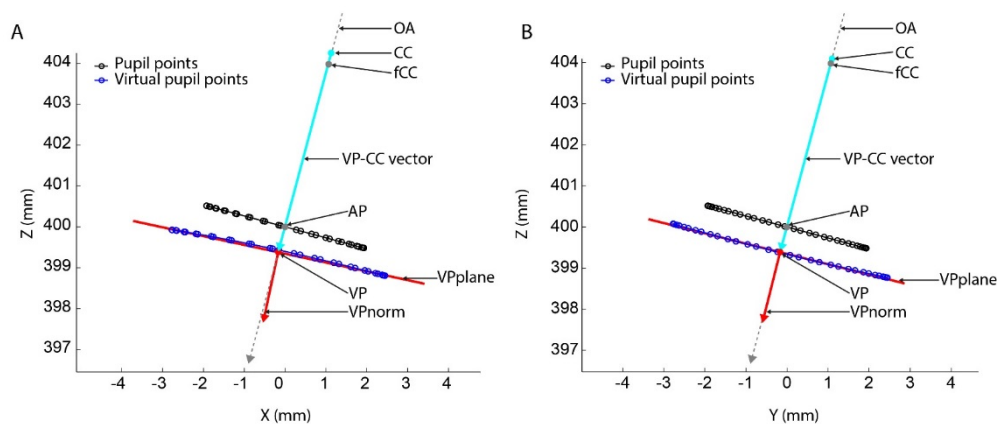 A
OA
CC
fCC
Pupil points
Virtual pupil points
VP-CC vector
AP
VPplane
VP
VPnorm
Z (mm)
404
403
402
401
400
399
398
397
-4 -3 -2 -1 0 1 2 3 4
X (mm)
B
OA
CC
fCC
Pupil points
Virtual pupil points
VP-CC vector
AP
VPplane
VP
VPnorm
Z (mm)
404
403
402
401
400
399
398
397
-4 -3 -2 -1 0 1 2 3 4
Y (mm)